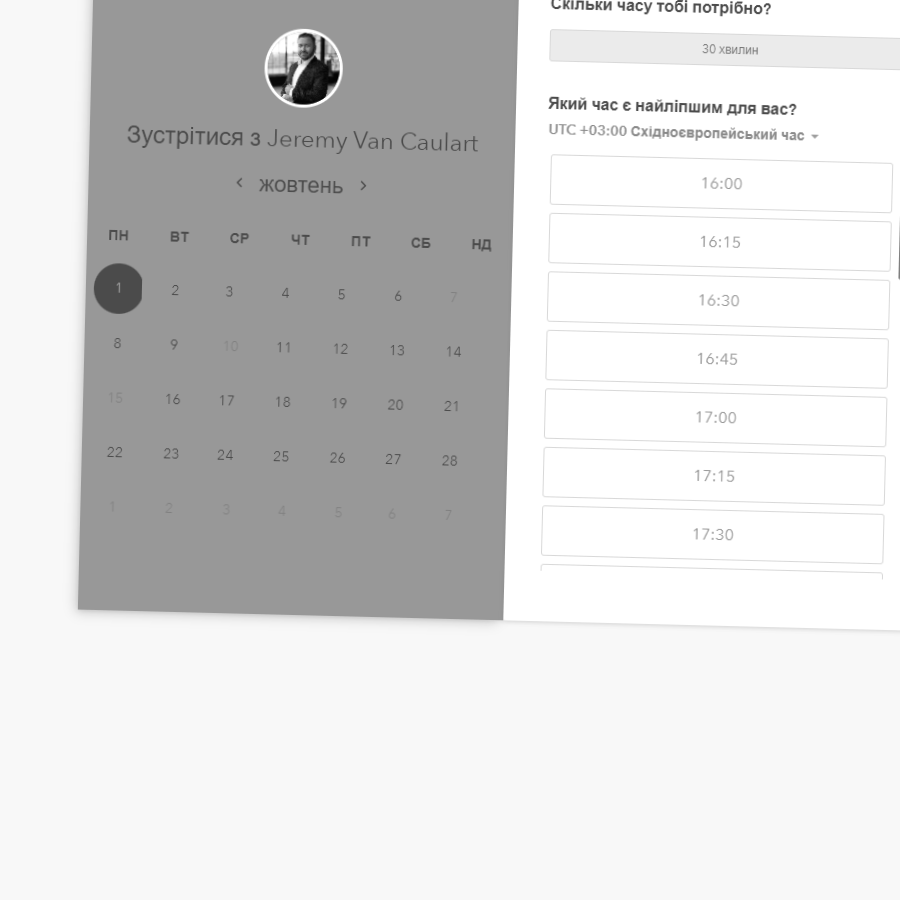 Зустрітися з Jeremy Van Caulart
жовтень
ПН ВТ СР ЧТ ПТ СБ НД
1 2 3 4 5 6 7
8 9 10 11 12 13 14
15 16 17 18 19 20 21
22 23 24 25 26 27 28
1 2 3 4 5 6 7
Скільки часу тобі потрібно?
30 хвилин
Який час є найліпшим для вас?
UTC +03:00 Східноєвропейський час
16:00
16:15
16:30
16:45
17:00
17:15
17:30